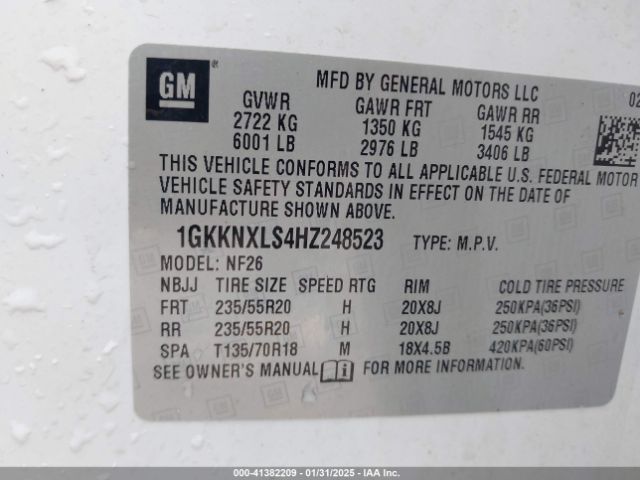 GM
MFD BY GENERAL MOTORS LLC
02
GVWR GAWR FRT GAWR RR
2722 KG 1350 KG 1545 KG
6001 LB 2976 LB 3406 LB
THIS VEHICLE CONFORMS TO ALL APPLICABLE U.S. FEDERAL MOTOR
VEHICLE SAFETY STANDARDS IN EFFECT ON THE DATE OF
MANUFACTURE SHOWN ABOVE.
1GKKNXLS4HZ248523 TYPE: M.P.V.
MODEL: NF26
NBJJ TIRE SIZE SPEED RTG RIM COLD TIRE PRESSURE
FRT 235/55R20 H 20X8J 250KPA(36PSI)
RR 235/55R20 H 20X8J 250KPA(36PSI)
SPA T135/70R18 M 18X4.5B 420KPA(60PSI)
SEE OWNER'S MANUAL FOR MORE INFORMATION.
000-41382209 - 01/31/2025 - IAA Inc.